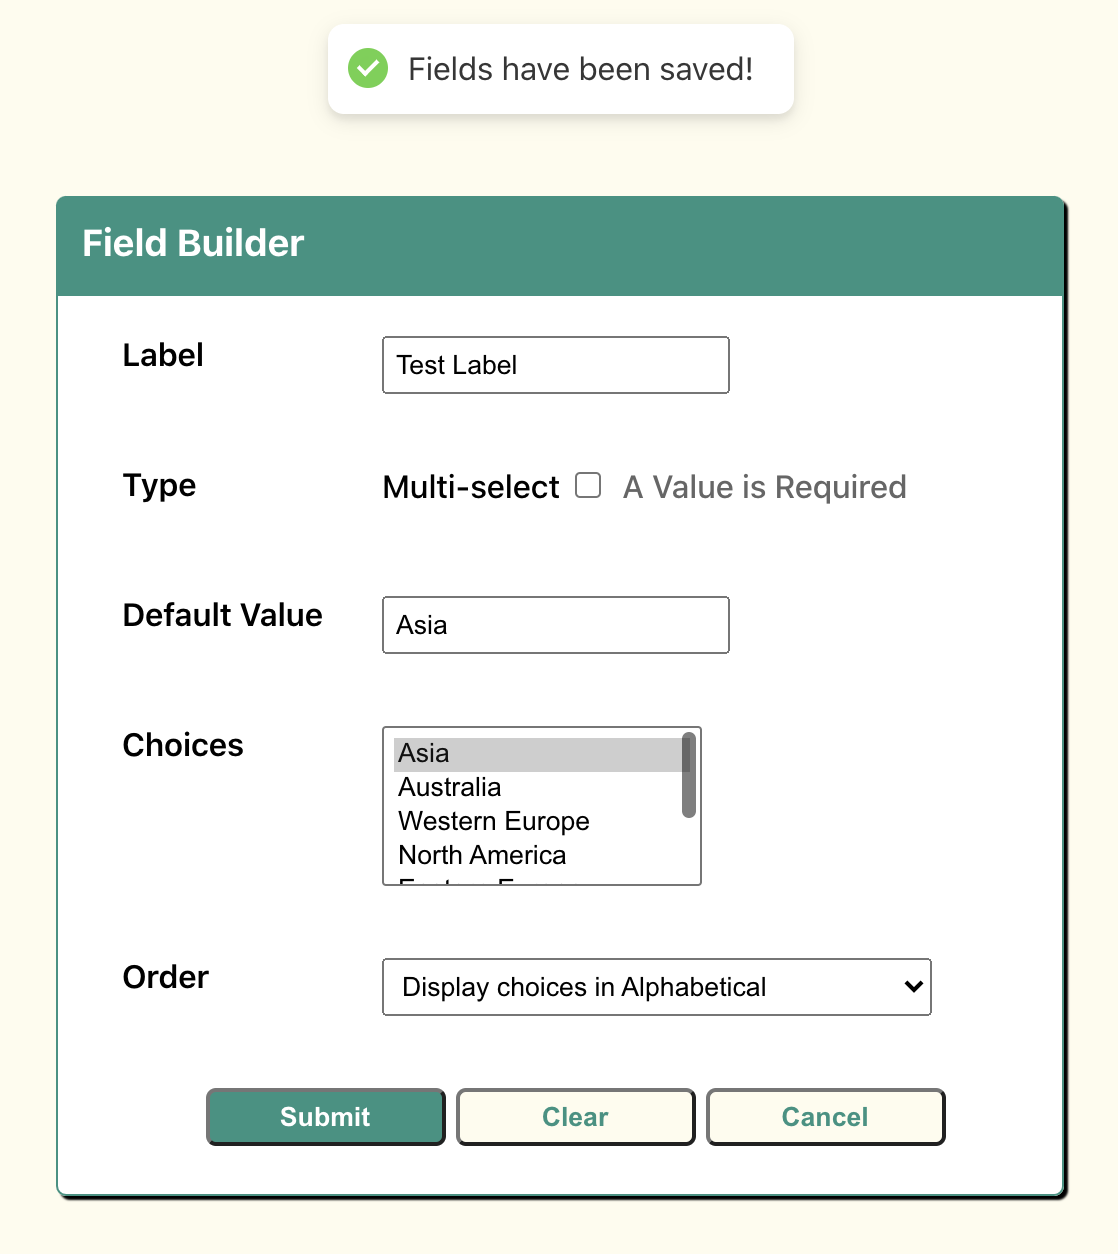 Fields have been saved!
Field Builder
Label
Test Label
Type
Multi-select A Value is Required
Default Value
Asia
Choices
Asia
Australia
Western Europe
North America
Order
Display choices in Alphabetical
Submit
Clear
Cancel